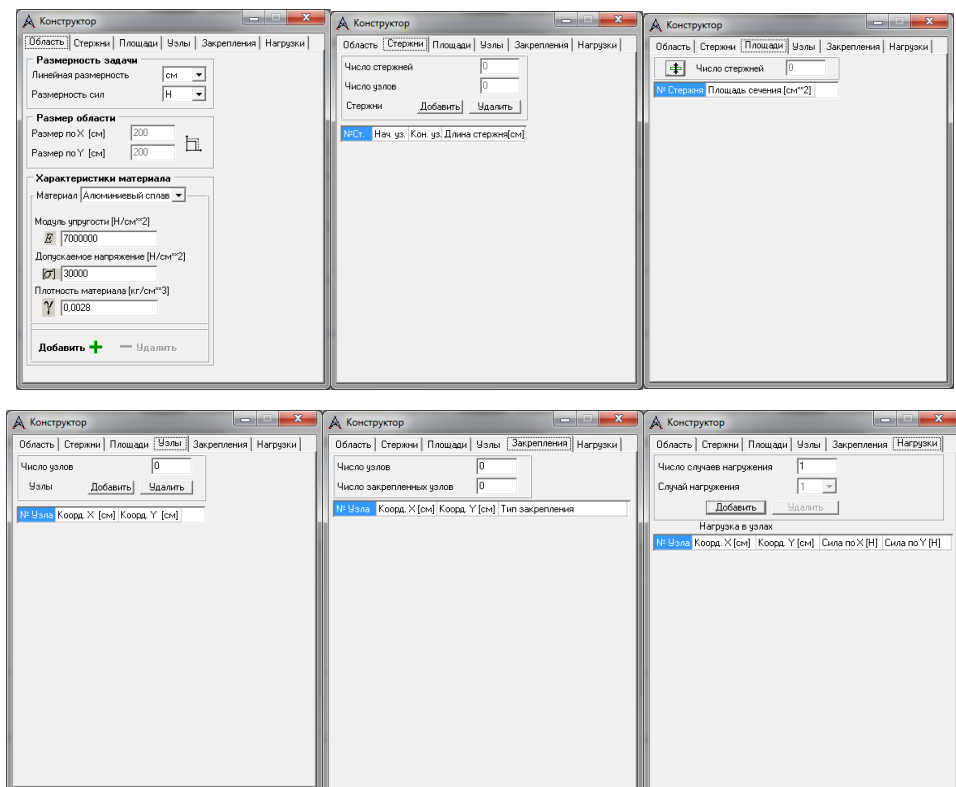 Конструктор
Область Стержни Площади Узлы Закрепления Нагрузки
Размерность задачи
Линейная размерность см
Размерность сил Н
Размер области
Размер по X [см] 200
Размер по Y [см] 200
Характеристики материала
Материал Алюминиевый сплав
Модуль упругости [Н/см**2]
E 7000000
Допускаемое напряжение [Н/см**2]
[σ] 30000
Плотность материала [кг/см**3]
γ 0,0028
Добавить Удалить
Конструктор
Область Стержни Площади Узлы Закрепления Нагрузки
Число стержней 0
Число узлов 0
Стержни Добавить Удалить
№Ст. Нач. уз. Кон. уз. Длина стержня[см]
Конструктор
Область Стержни Площади Узлы Закрепления Нагрузки
Число стержней 0
№ Стержня Площадь сечения [см**2]
Конструктор
Область Стержни Площади Узлы Закрепления Нагрузки
Число узлов 0
Узлы Добавить Удалить
№ Узла Коорд. X [см] Коорд. Y [см]
Конструктор
Область Стержни Площади Узлы Закрепления Нагрузки
Число узлов 0
Число закрепленных узлов 0
№ Узла Коорд. X [см] Коорд. Y [см] Тип закрепления
Конструктор
Область Стержни Площади Узлы Закрепления Нагрузки
Число случаев нагружения 1
Случай нагружения 1
Добавить Удалить
Нагрузка в узлах
№ Узла Коорд. X [см] Коорд. Y [см] Сила по X [Н] Сила по Y [Н]